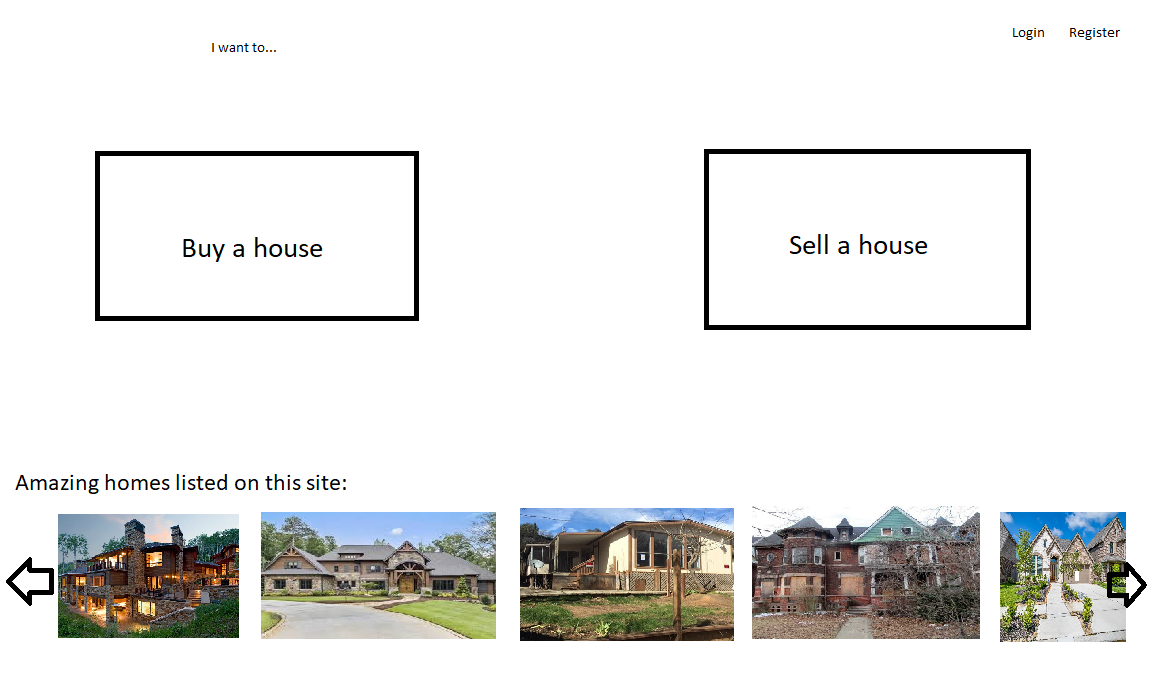 I want to...
Login
Register
Buy a house
Sell a house
Amazing homes listed on this site: